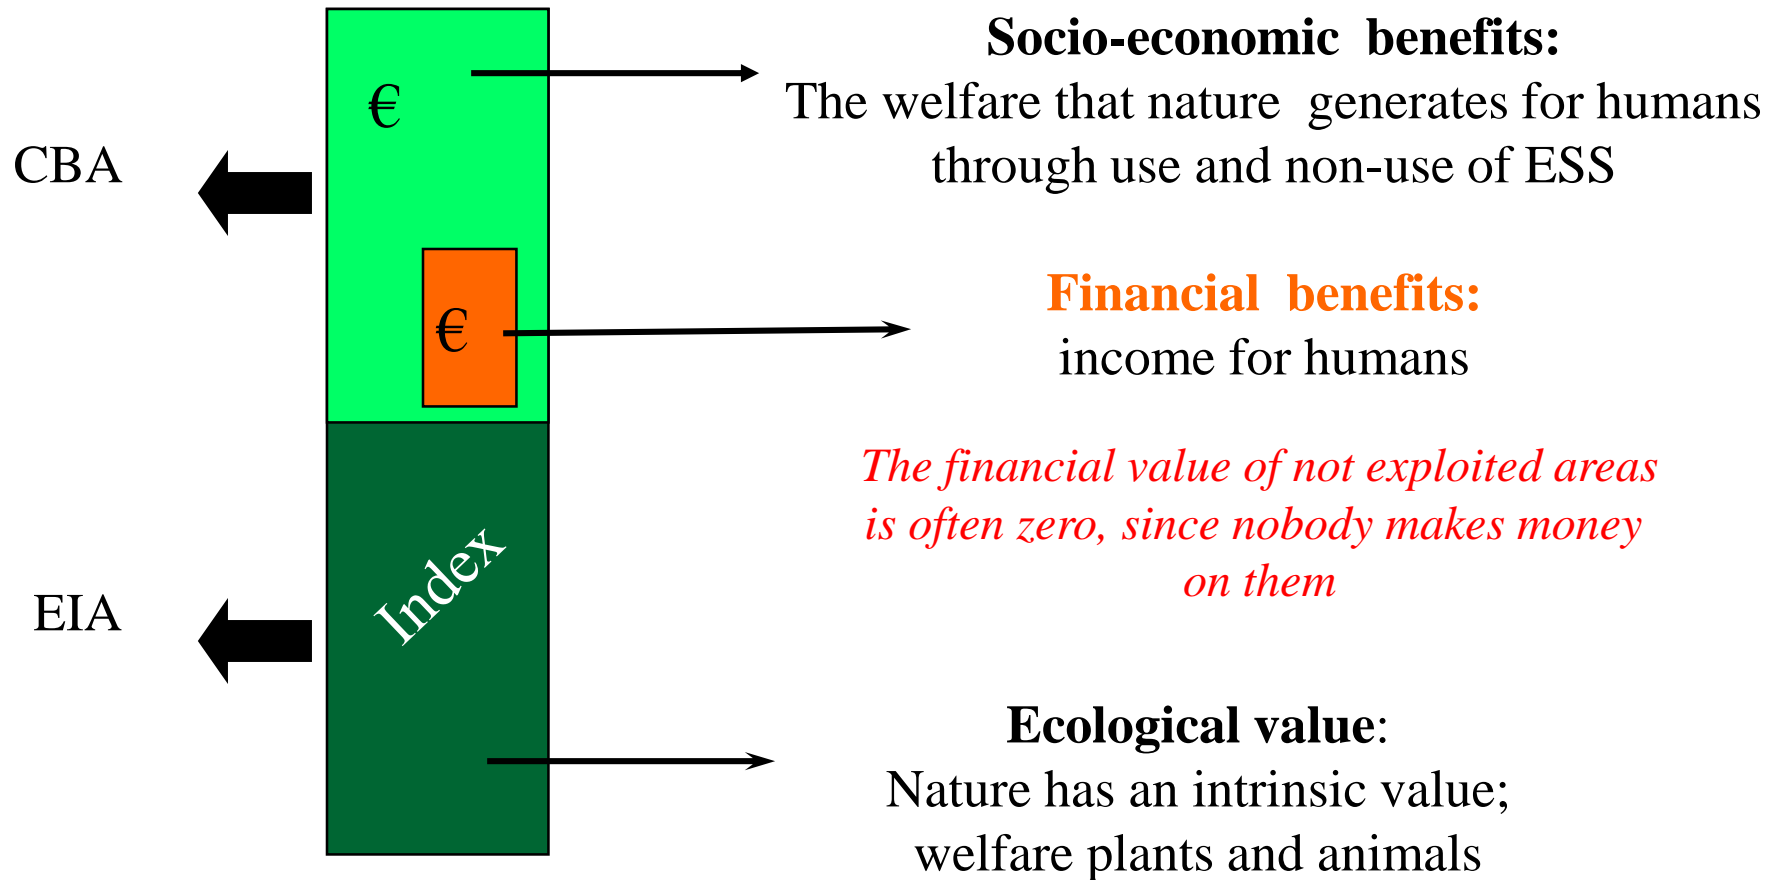 Socio-economic benefits:
The welfare that nature generates for humans
through use and non-use of ESS
€
CBA
Financial benefits:
income for humans
€
The financial value of not exploited areas
is often zero, since nobody makes money
on them
Index
EIA
Ecological value:
Nature has an intrinsic value;
welfare plants and animals